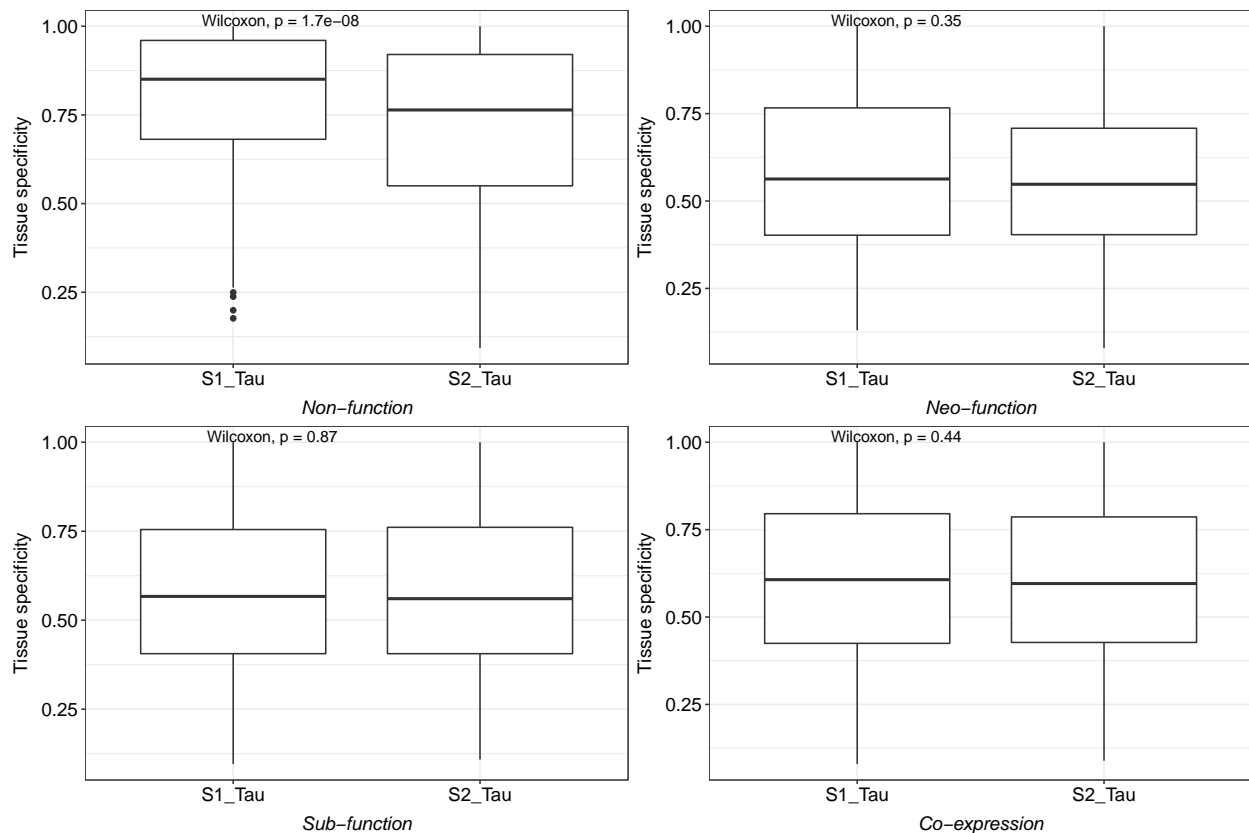 Wilcoxon, p = 1.7e−08
1.00
0.75
0.50
0.25
Tissue specificity
S1_Tau
S2_Tau
Non−function
Wilcoxon, p = 0.35
1.00
0.75
0.50
0.25
Tissue specificity
S1_Tau
S2_Tau
Neo−function
Wilcoxon, p = 0.87
1.00
0.75
0.50
0.25
Tissue specificity
S1_Tau
S2_Tau
Sub−function
Wilcoxon, p = 0.44
1.00
0.75
0.50
0.25
Tissue specificity
S1_Tau
S2_Tau
Co−expression